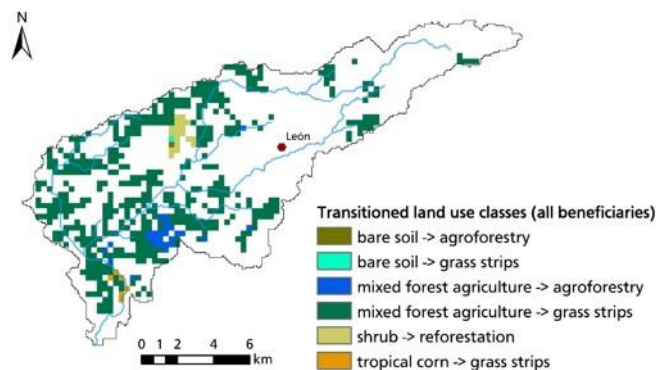 N
León
Transitioned land use classes (all beneficiaries)
bare soil -> agroforestry
bare soil -> grass strips
mixed forest agriculture -> agroforestry
mixed forest agriculture -> grass strips
shrub -> reforestation
tropical corn -> grass strips
0 1 2 4 6
km